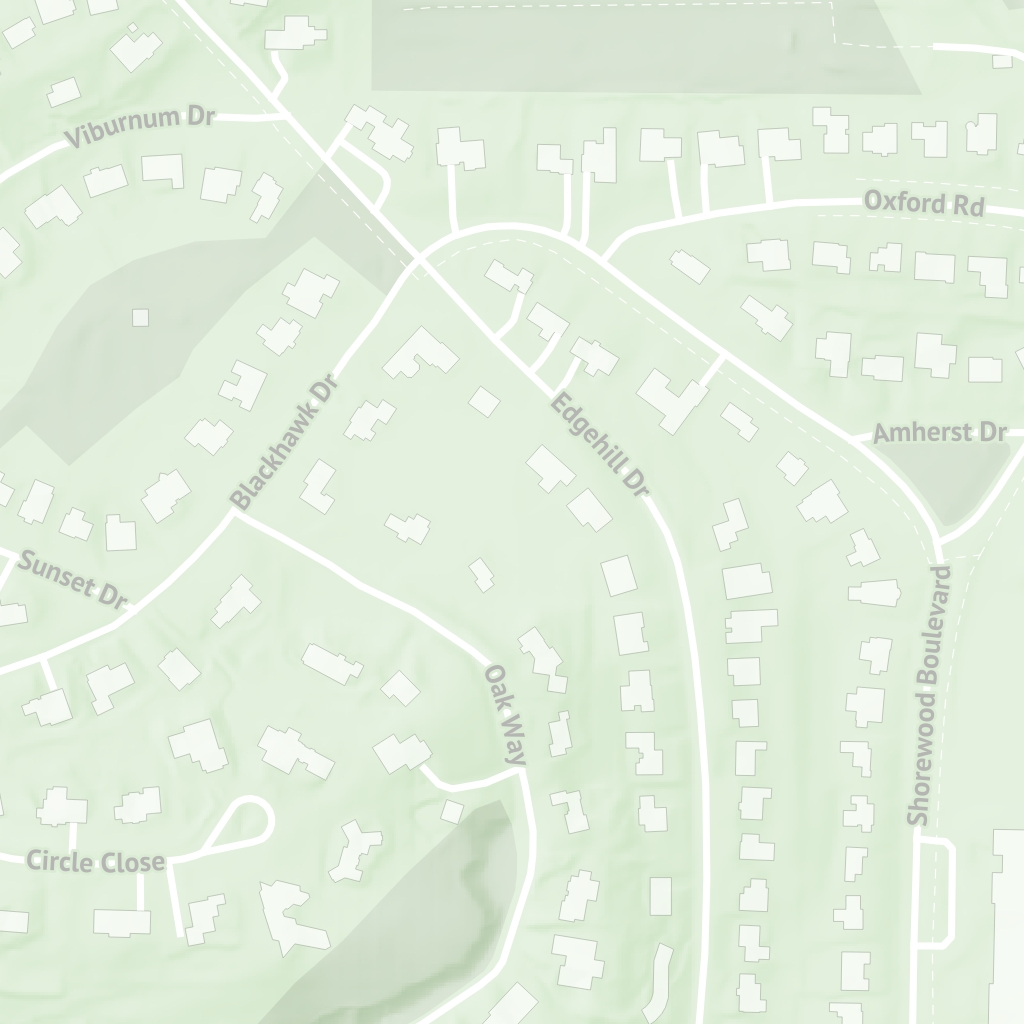 Viburnum Dr
Oxford Rd
Blackhawk Dr
Edgehill Dr
Amherst Dr
Sunset Dr
Shorewood Boulevard
Oak Way
Circle Close